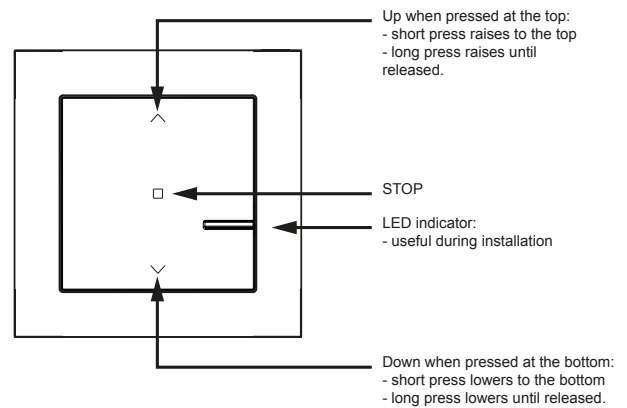 Up when pressed at the top:
- short press raises to the top
- long press raises until
released.
STOP
LED indicator:
- useful during installation
Down when pressed at the bottom:
- short press lowers to the bottom
- long press lowers until released.